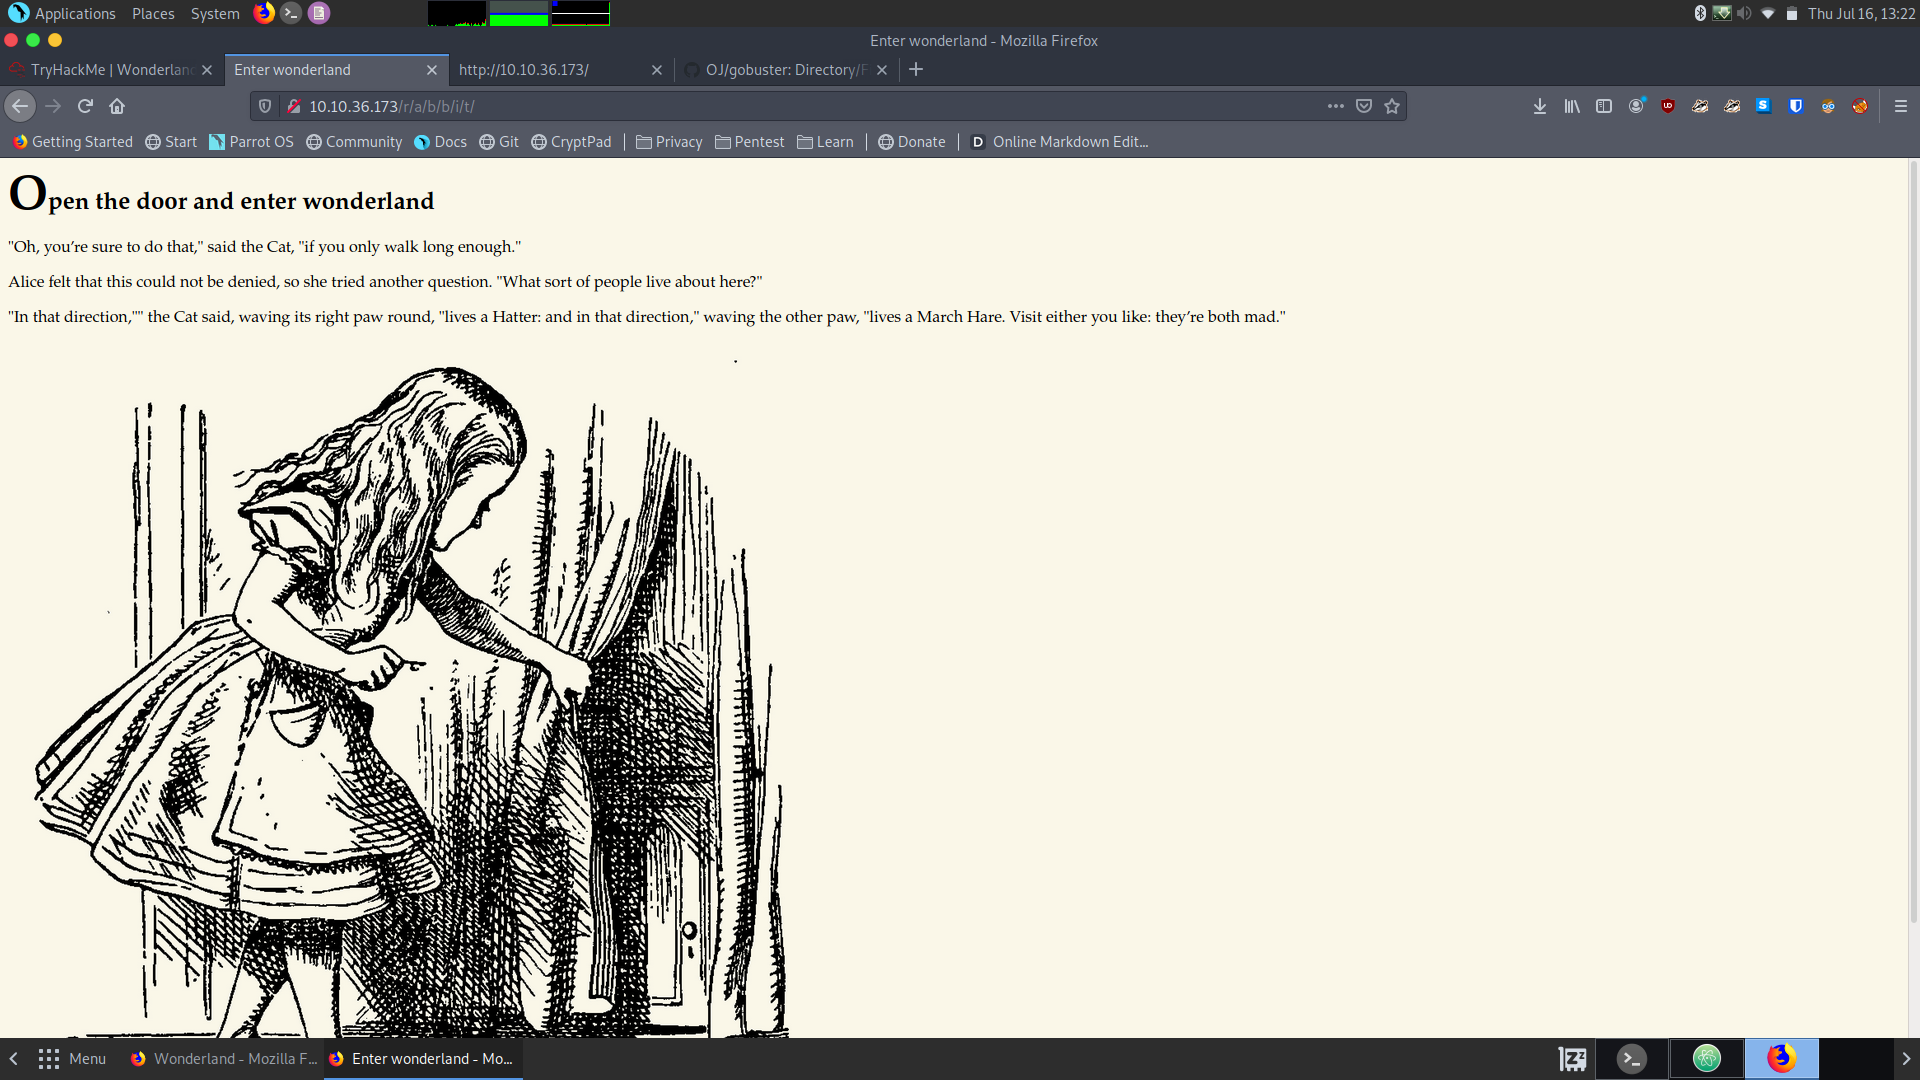 Applications Places System Thu Jul 16, 13:22
Enter wonderland - Mozilla Firefox
TryHackMe | Wonderland Enter wonderland http://10.10.36.173/ OJ/gobuster: Directory/F
10.10.36.173/r/a/b/b/i/t/
Getting Started Start Parrot OS Community Docs Git CryptPad Privacy Pentest Learn Donate D Online Markdown Edit...
Open the door and enter wonderland
"Oh, you’re sure to do that," said the Cat, "if you only walk long enough."
Alice felt that this could not be denied, so she tried another question. "What sort of people live about here?"
"In that direction,"" the Cat said, waving its right paw round, "lives a Hatter: and in that direction," waving the other paw, "lives a March Hare. Visit either you like: they’re both mad."
Menu Wonderland - Mozilla F... Enter wonderland - Mo...